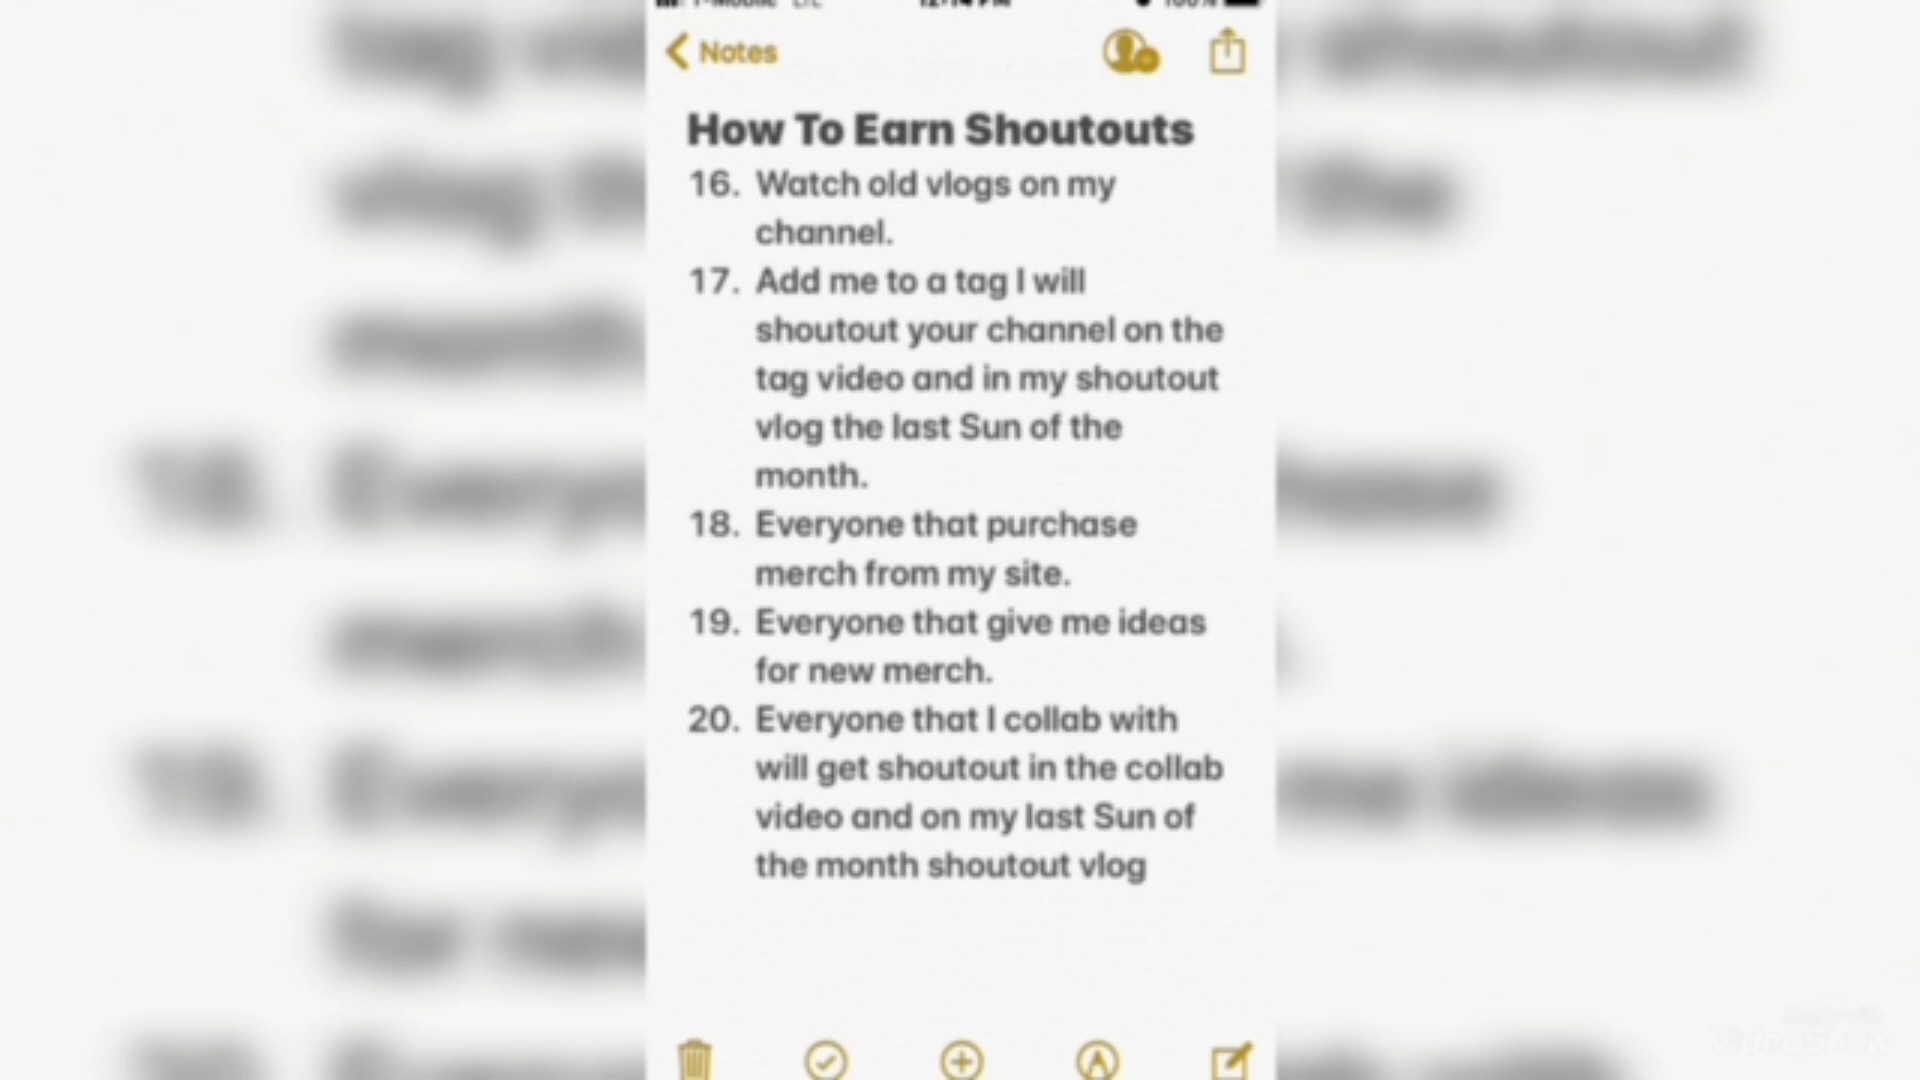 Notes
How To Earn Shoutouts
16. Watch old vlogs on my
channel.
17. Add me to a tag I will
shoutout your channel on the
tag video and in my shoutout
vlog the last Sun of the
month.
18. Everyone that purchase
merch from my site.
19. Everyone that give me ideas
for new merch.
20. Everyone that I collab with
will get shoutout in the collab
video and on my last Sun of
the month shoutout vlog